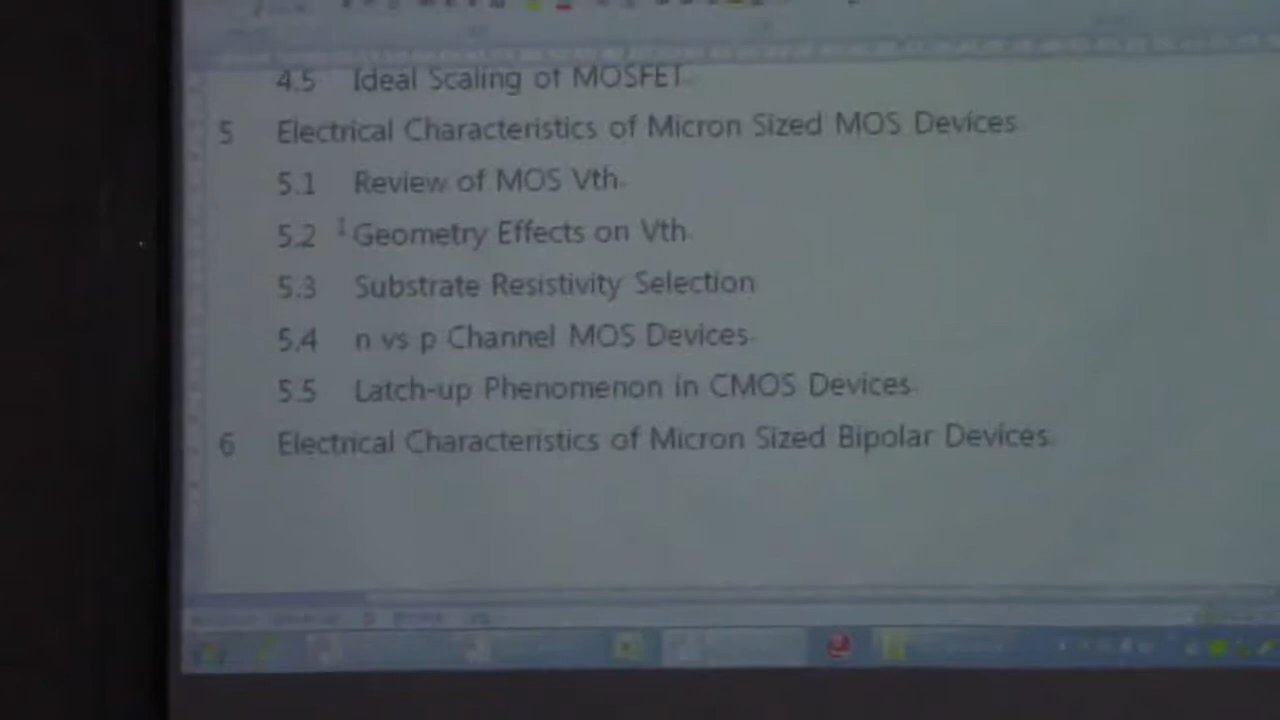 4.5 Ideal Scaling of MOSFET
5 Electrical Characteristics of Micron Sized MOS Devices
5.1 Review of MOS Vth
5.2 Geometry Effects on Vth
5.3 Substrate Resistivity Selection
5.4 n vs p Channel MOS Devices
5.5 Latch-up Phenomenon in CMOS Devices
6 Electrical Characteristics of Micron Sized Bipolar Devices